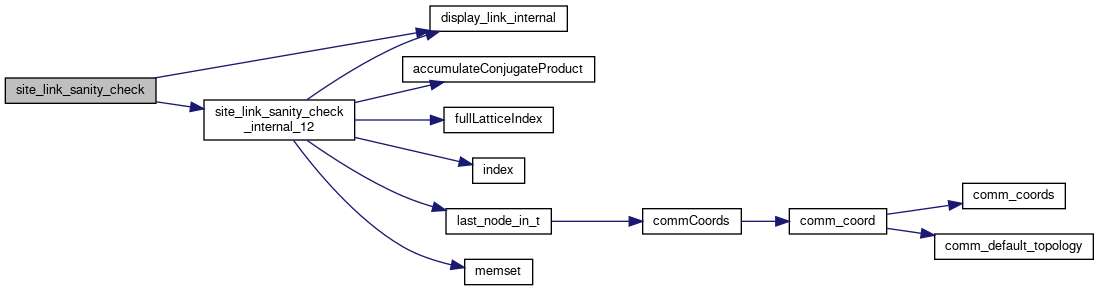 site_link_sanity_check
site_link_sanity_check
_internal_12
display_link_internal
accumulateConjugateProduct
fullLatticeIndex
index
last_node_in_t
memset
commCoords
comm_coord
comm_coords
comm_default_topology